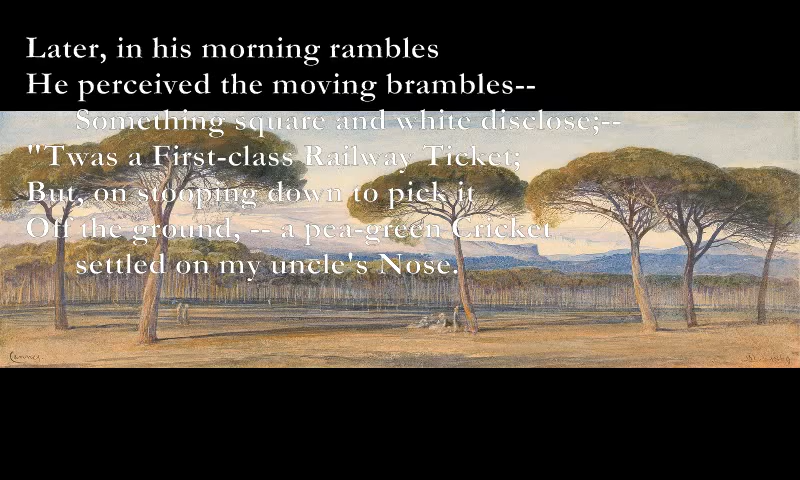 Later, in his morning rambles
He perceived the moving brambles--
Something square and white disclose;--
"Twas a First-class Railway Ticket;
But, on stooping down to pick it
Off the ground, -- a pea-green Cricket
settled on my uncle's Nose.
Cannes